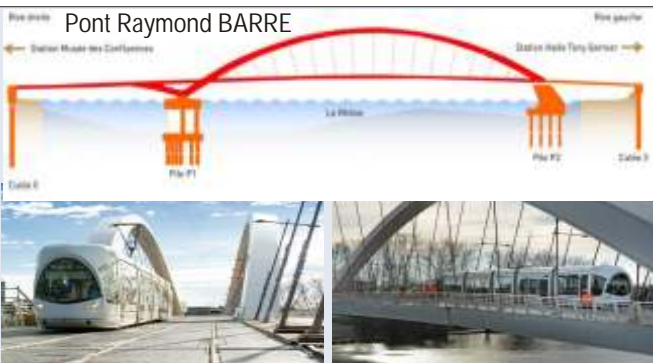 Pont Raymond BARRE
Rive droite
Rive gauche
Station Musée des Confluences
Station Halle Tony Garnier
Le Rhône
Pile P1
Pile P2
Culée 0
Culée 3